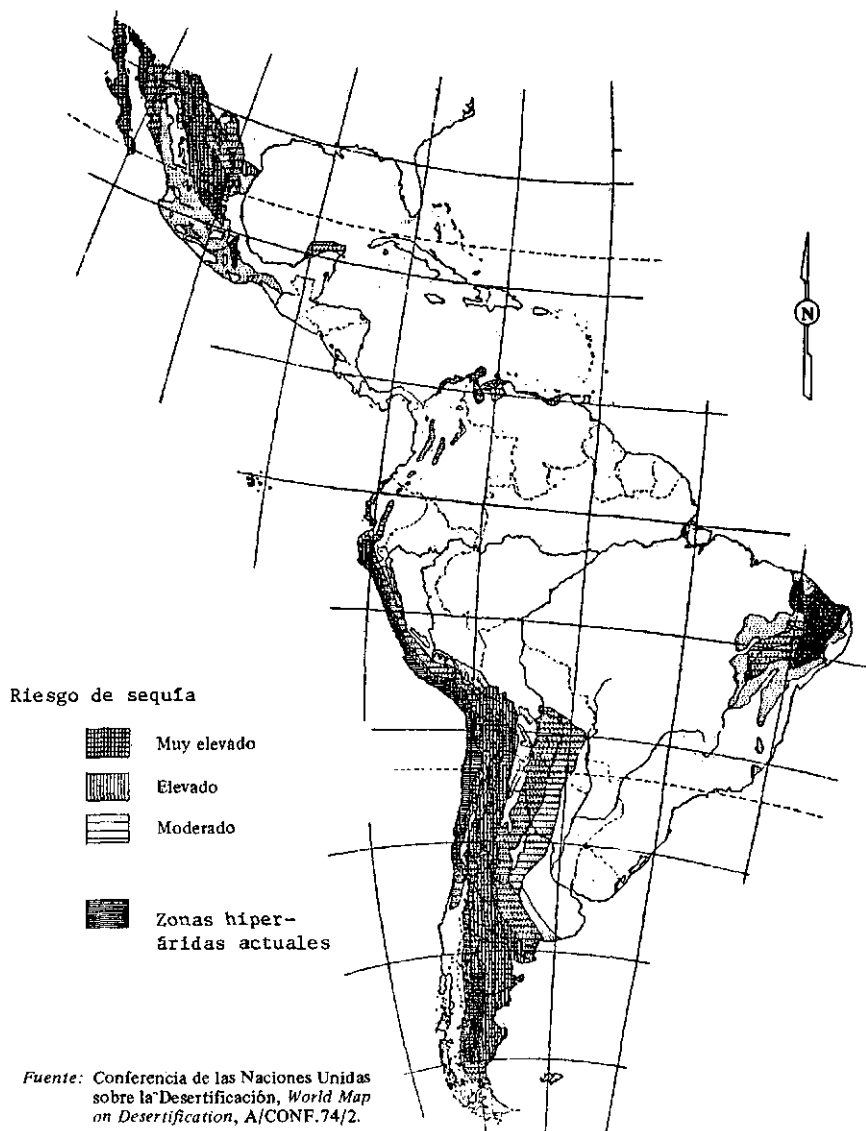 N
Riesgo de sequía
Muy elevado
Elevado
Moderado
Zonas hiper-
áridas actuales
Fuente: Conferencia de las Naciones Unidas
sobre la Desertificación, World Map
on Desertification, A/CONF.74/2.